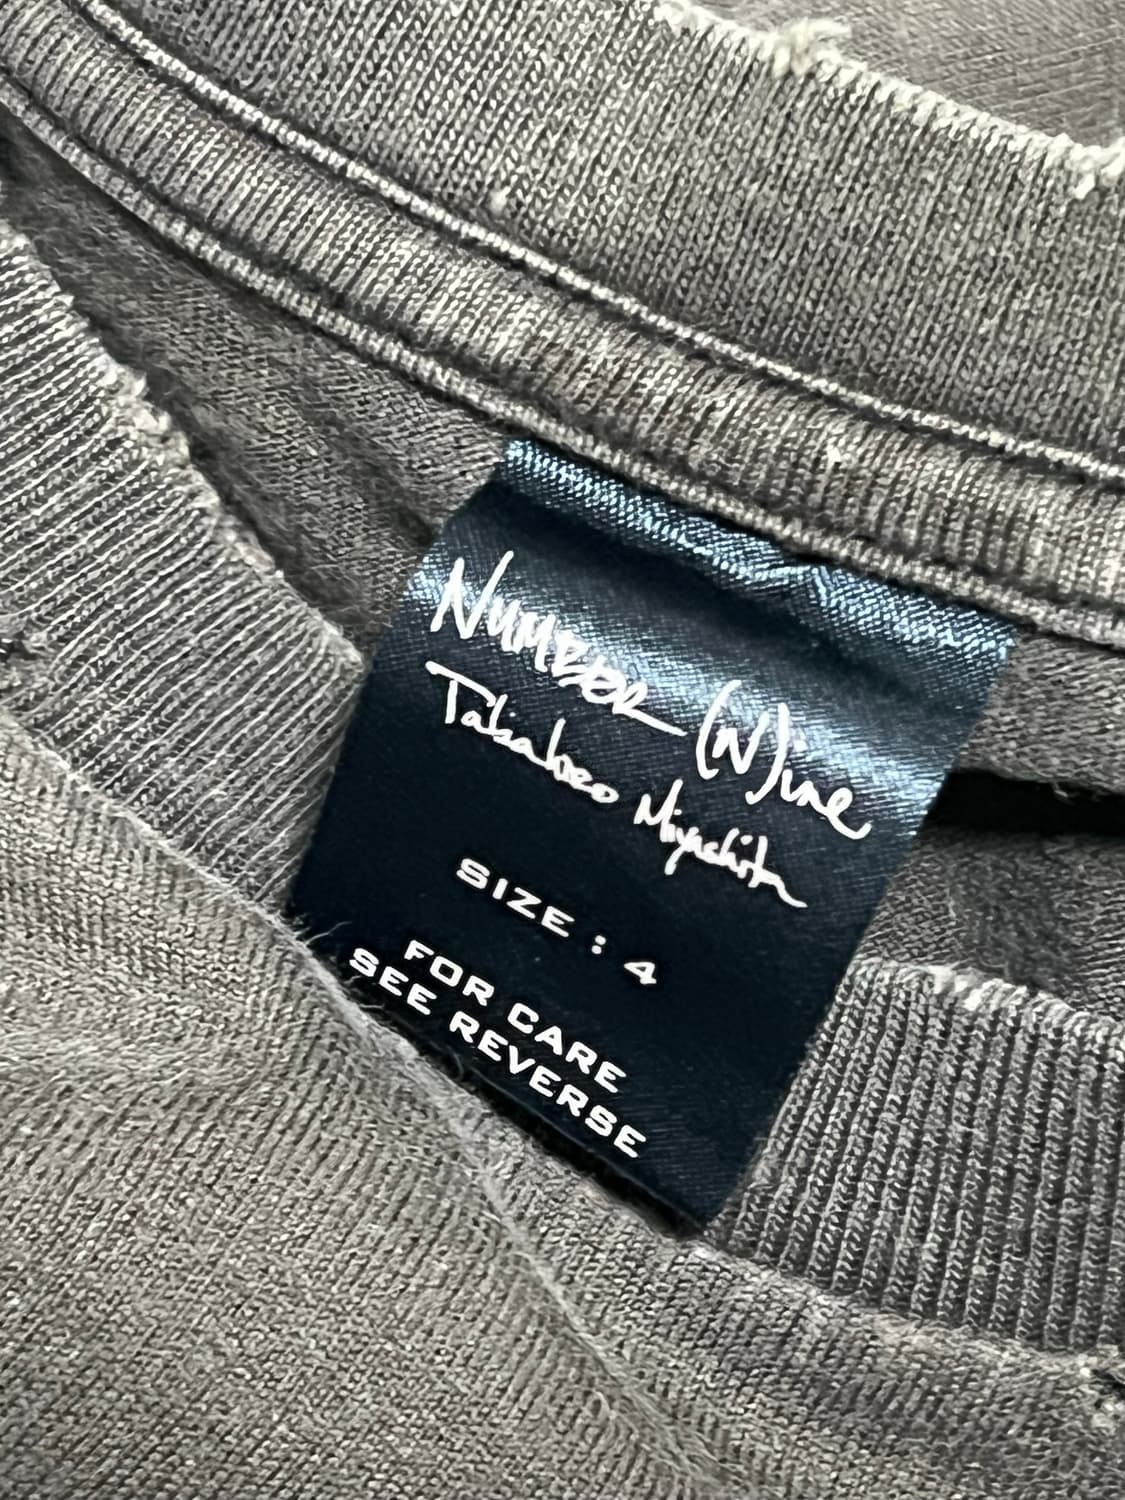 NUMBER (N)ine
Takahiro Miyashita
SIZE : 4
FOR CARE
SEE REVERSE